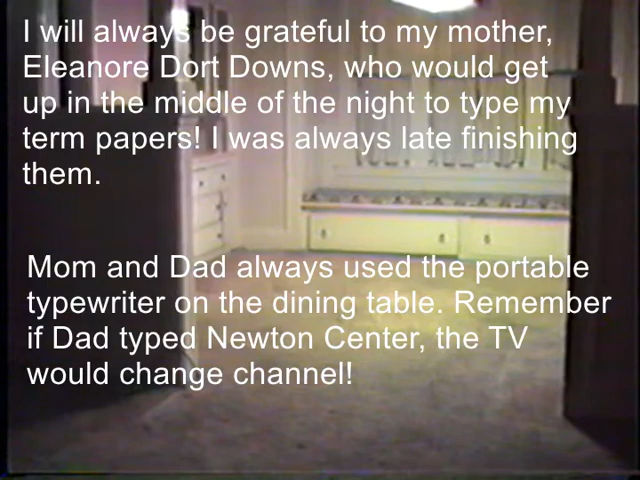 I will always be grateful to my mother,
Eleanore Dort Downs, who would get
up in the middle of the night to type my
term papers! I was always late finishing
them.
Mom and Dad always used the portable
typewriter on the dining table. Remember
if Dad typed Newton Center, the TV
would change channel!